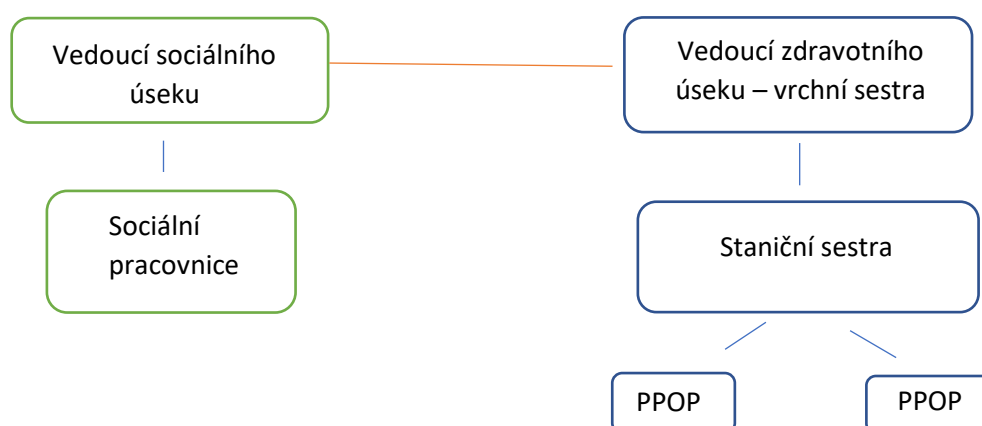 Vedoucí sociálního
úseku
Vedoucí zdravotního
úseku – vrchní sestra
Sociální
pracovnice
Staniční sestra
PPOP
PPOP